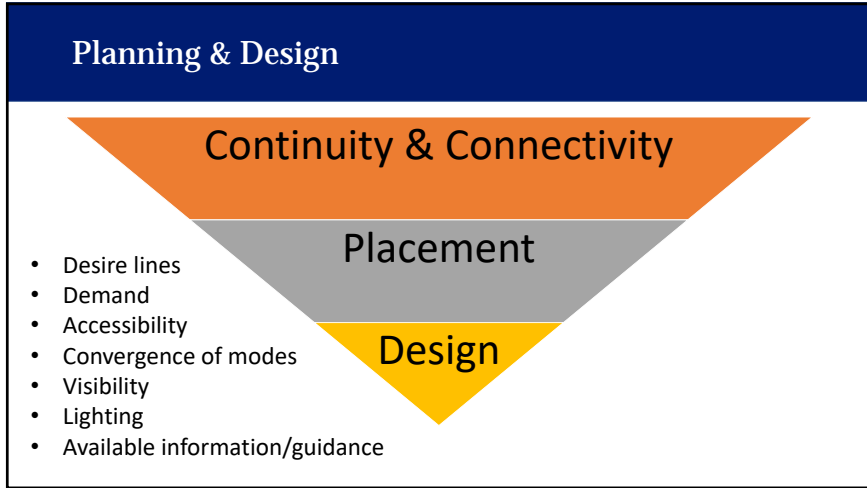 Planning & Design
Continuity & Connectivity
Placement
Design
• Desire lines
• Demand
• Accessibility
• Convergence of modes
• Visibility
• Lighting
• Available information/guidance